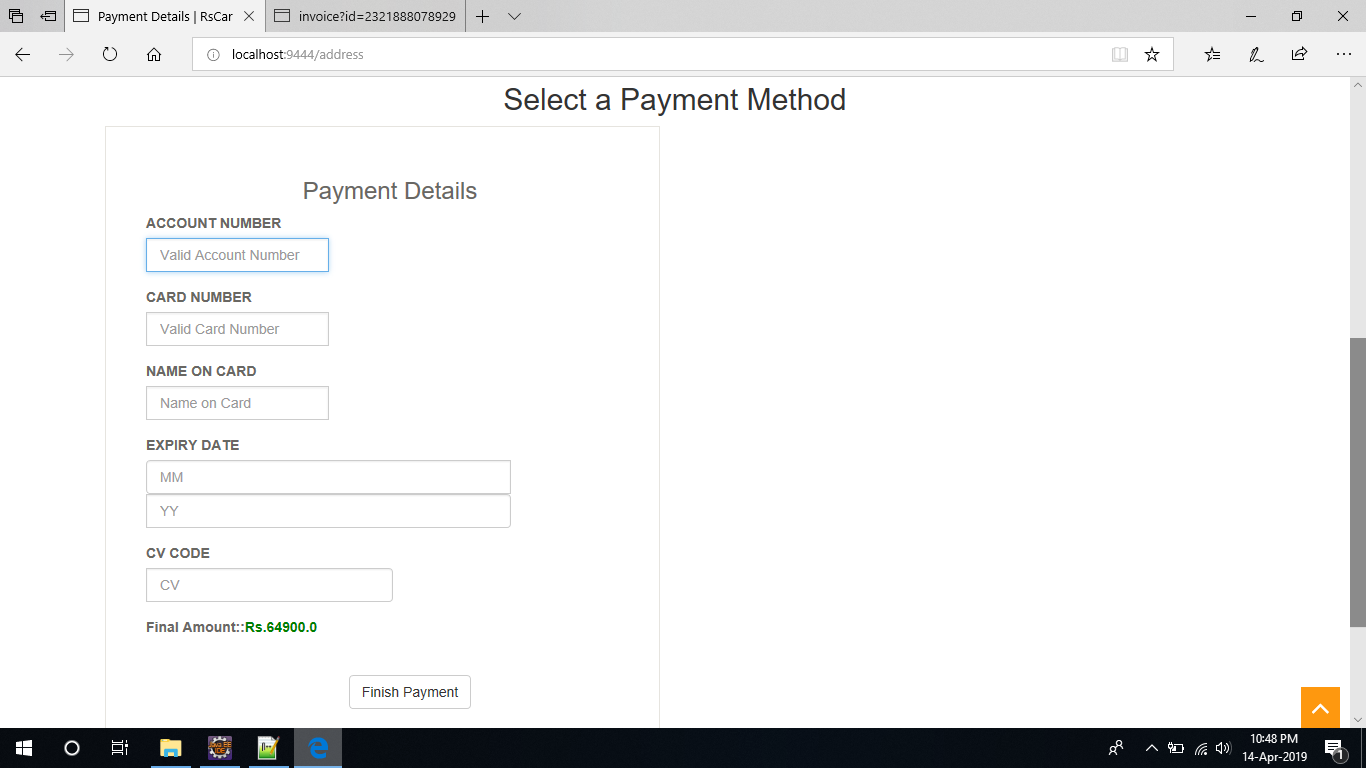 Payment Details | RsCar
invoice?id=2321888078929
localhost:9444/address
Select a Payment Method
Payment Details
ACCOUNT NUMBER
Valid Account Number
CARD NUMBER
Valid Card Number
NAME ON CARD
Name on Card
EXPIRY DATE
MM
YY
CV CODE
CV
Final Amount::Rs.64900.0
Finish Payment
10:48 PM
14-Apr-2019
1